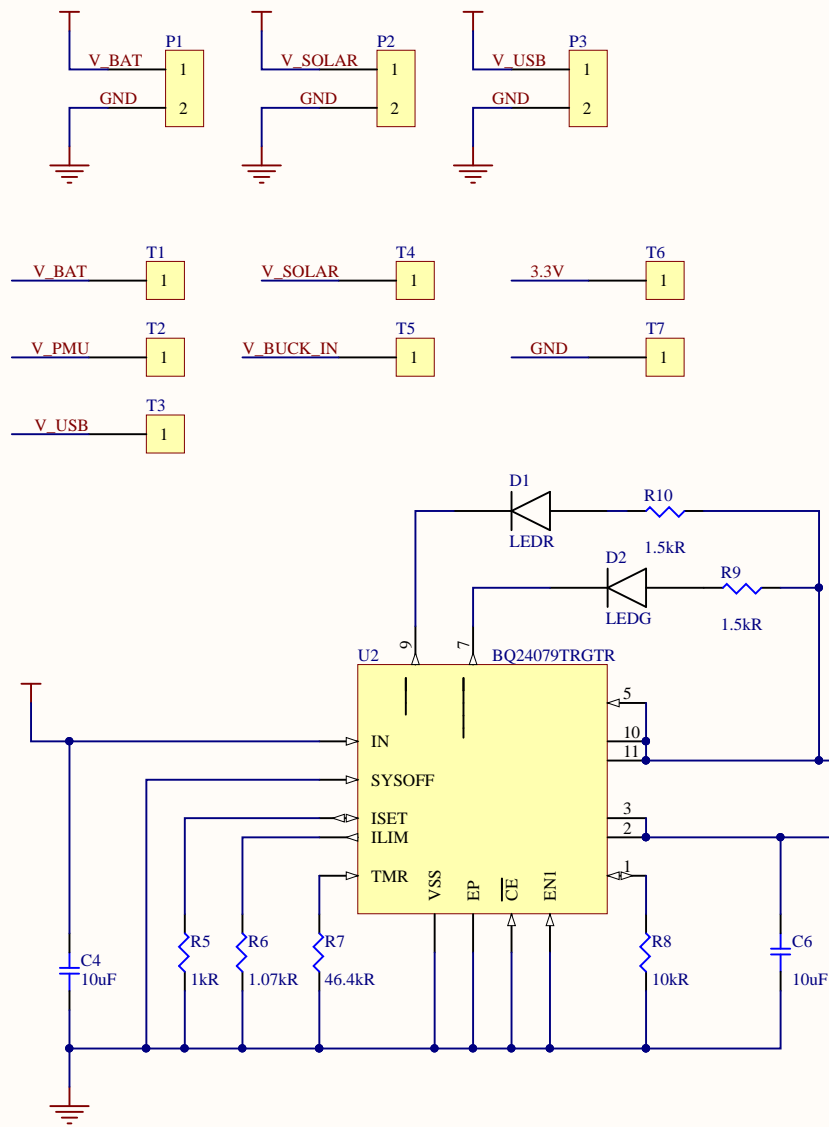 P1 P2 P3
V_BAT 1 V_SOLAR 1 V_USB 1
GND 2 GND 2 GND 2
T1 T4 T6
V_BAT 1 V_SOLAR 1 3.3V 1
T2 T5 T7
V_PMU 1 V_BUCK_IN 1 GND 1
T3
V_USB 1
D1 R10
LEDR 1.5kR
D2 R9
LEDG 1.5kR
9 7
U2 BQ24079TRGTR
5
IN 10
11
SYSOFF
ISET 3
ILIM 2
TMR 1
VSS EP CE EN1
R5 R6 R7 R8 C6
C4 1kR 1.07kR 46.4kR 10kR 10uF
10uF